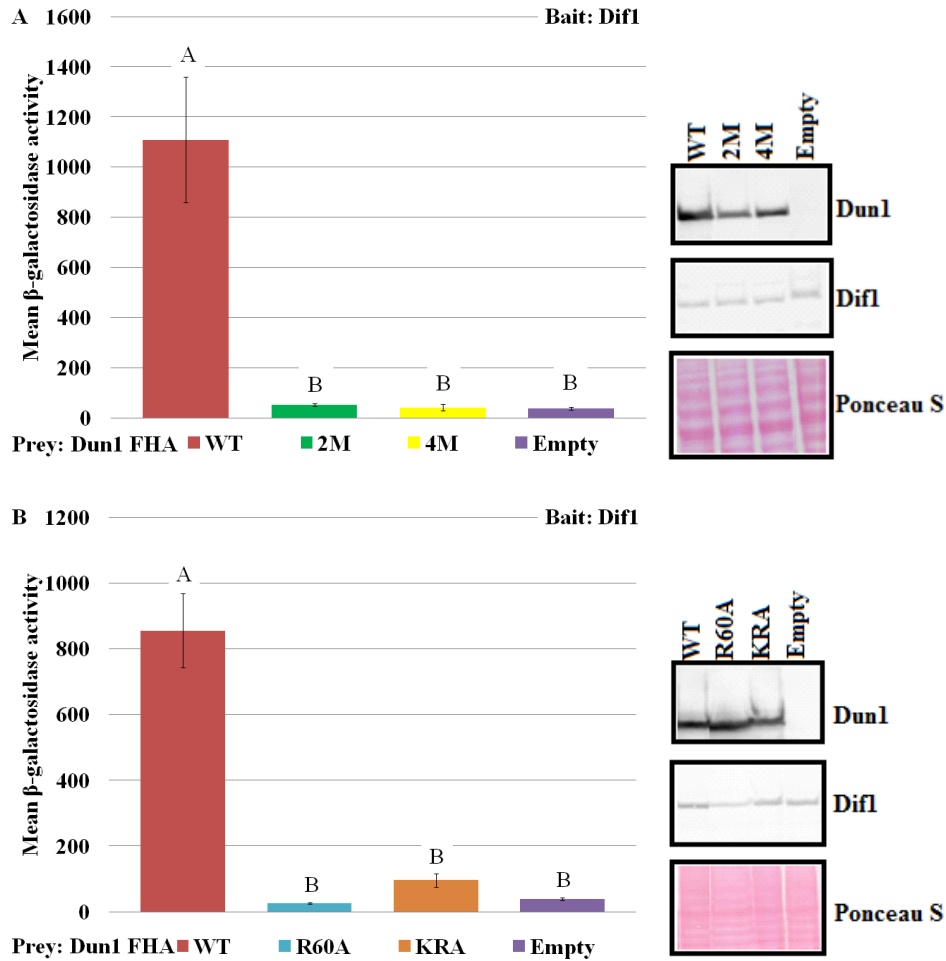 A
Bait: Dif1
Mean β-galactosidase activity
1600
1400
1200
1000
800
600
400
200
0
A
B
B
B
Prey: Dun1 FHA WT 2M 4M Empty
WT 2M 4M Empty
Dun1
Dif1
Ponceau S
B
Bait: Dif1
Mean β-galactosidase activity
1200
1000
800
600
400
200
0
A
B
B
B
Prey: Dun1 FHA WT R60A KRA Empty
WT R60A KRA Empty
Dun1
Dif1
Ponceau S